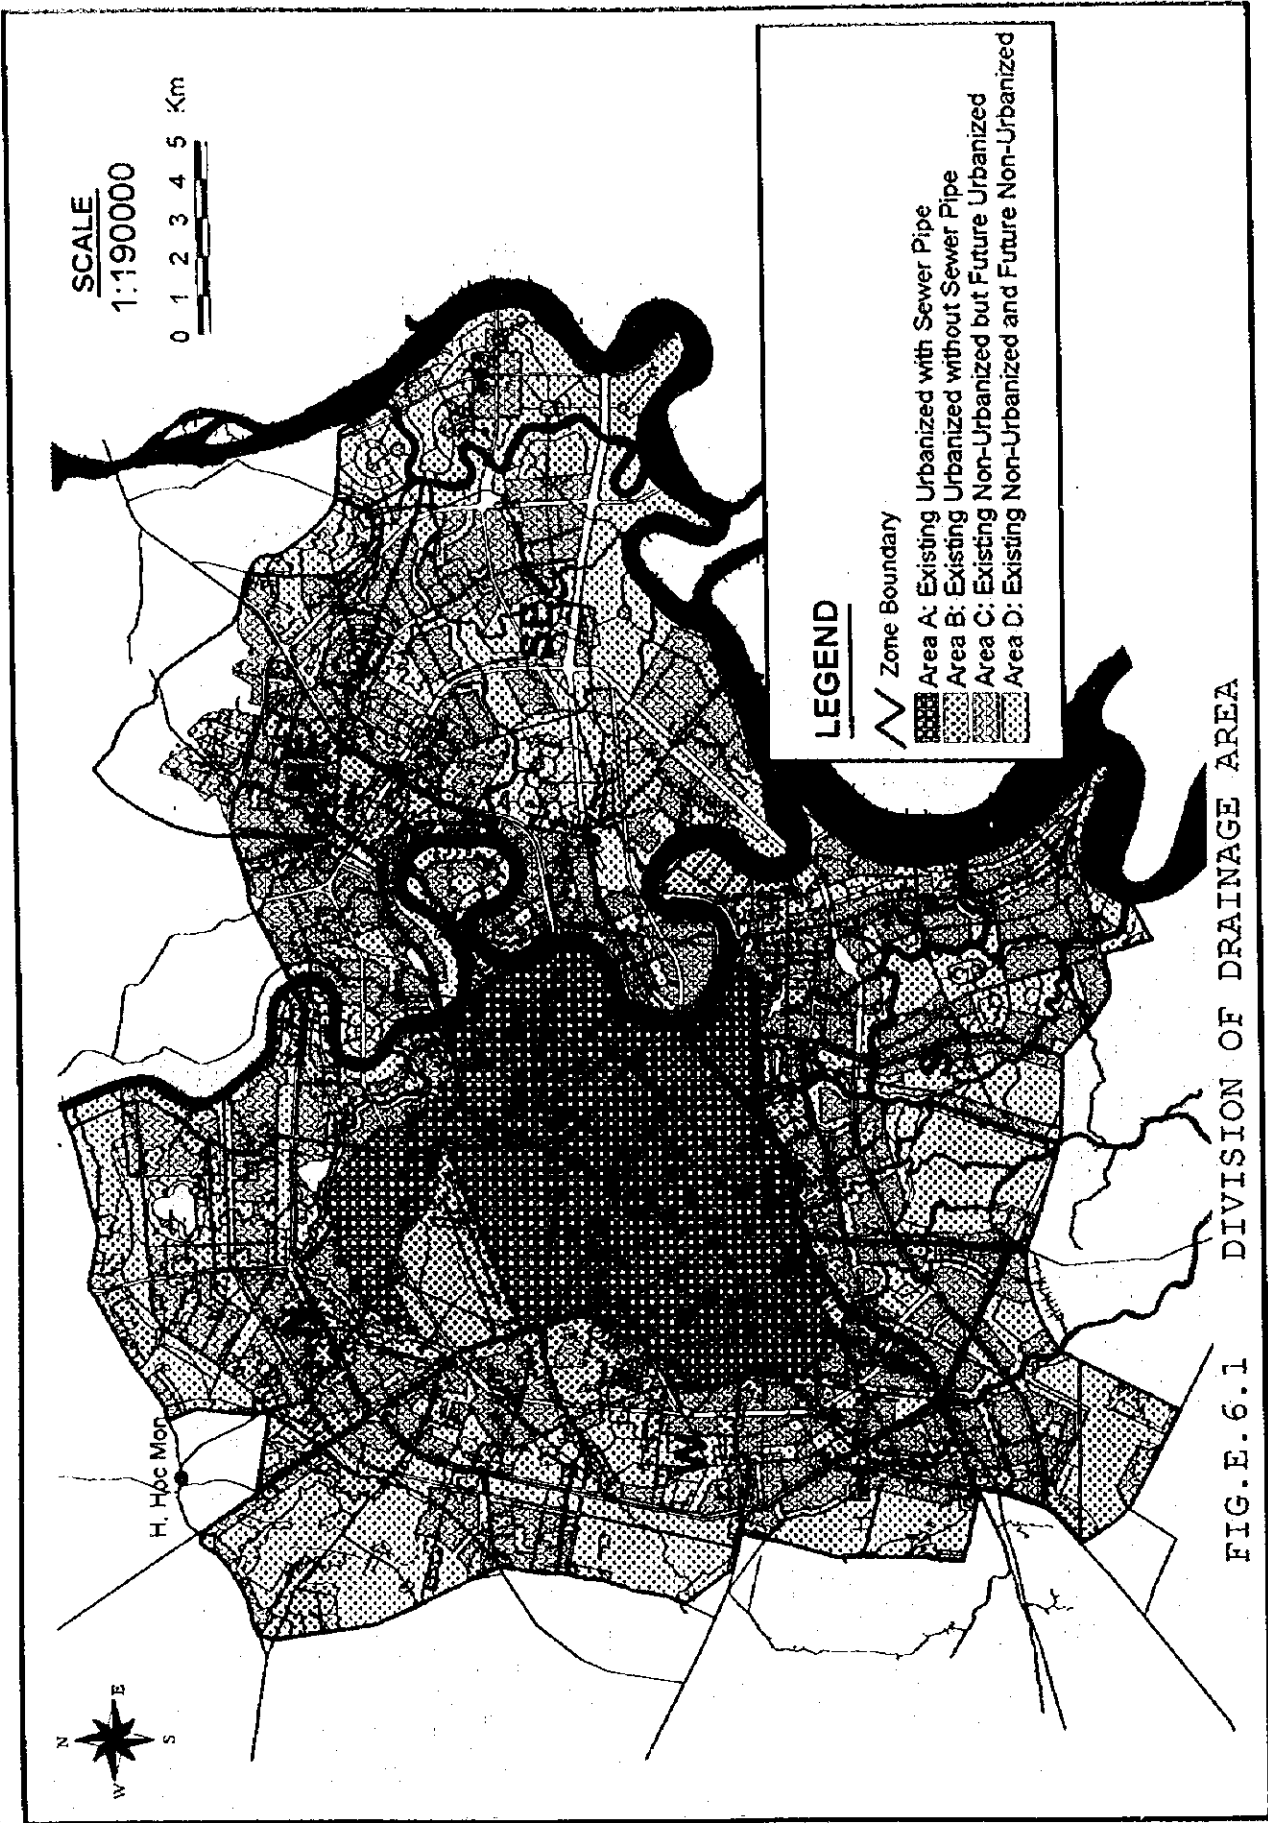 N
W
E
S
H. Hoc Mon
SCALE
1:190000
0 1 2 3 4 5 Km
N
NE
SE
W
S
LEGEND
Zone Boundary
Area A: Existing Urbanized with Sewer Pipe
Area B: Existing Urbanized without Sewer Pipe
Area C: Existing Non-Urbanized but Future Urbanized
Area D: Existing Non-Urbanized and Future Non-Urbanized
FIG.E.6.1 DIVISION OF DRAINAGE AREA